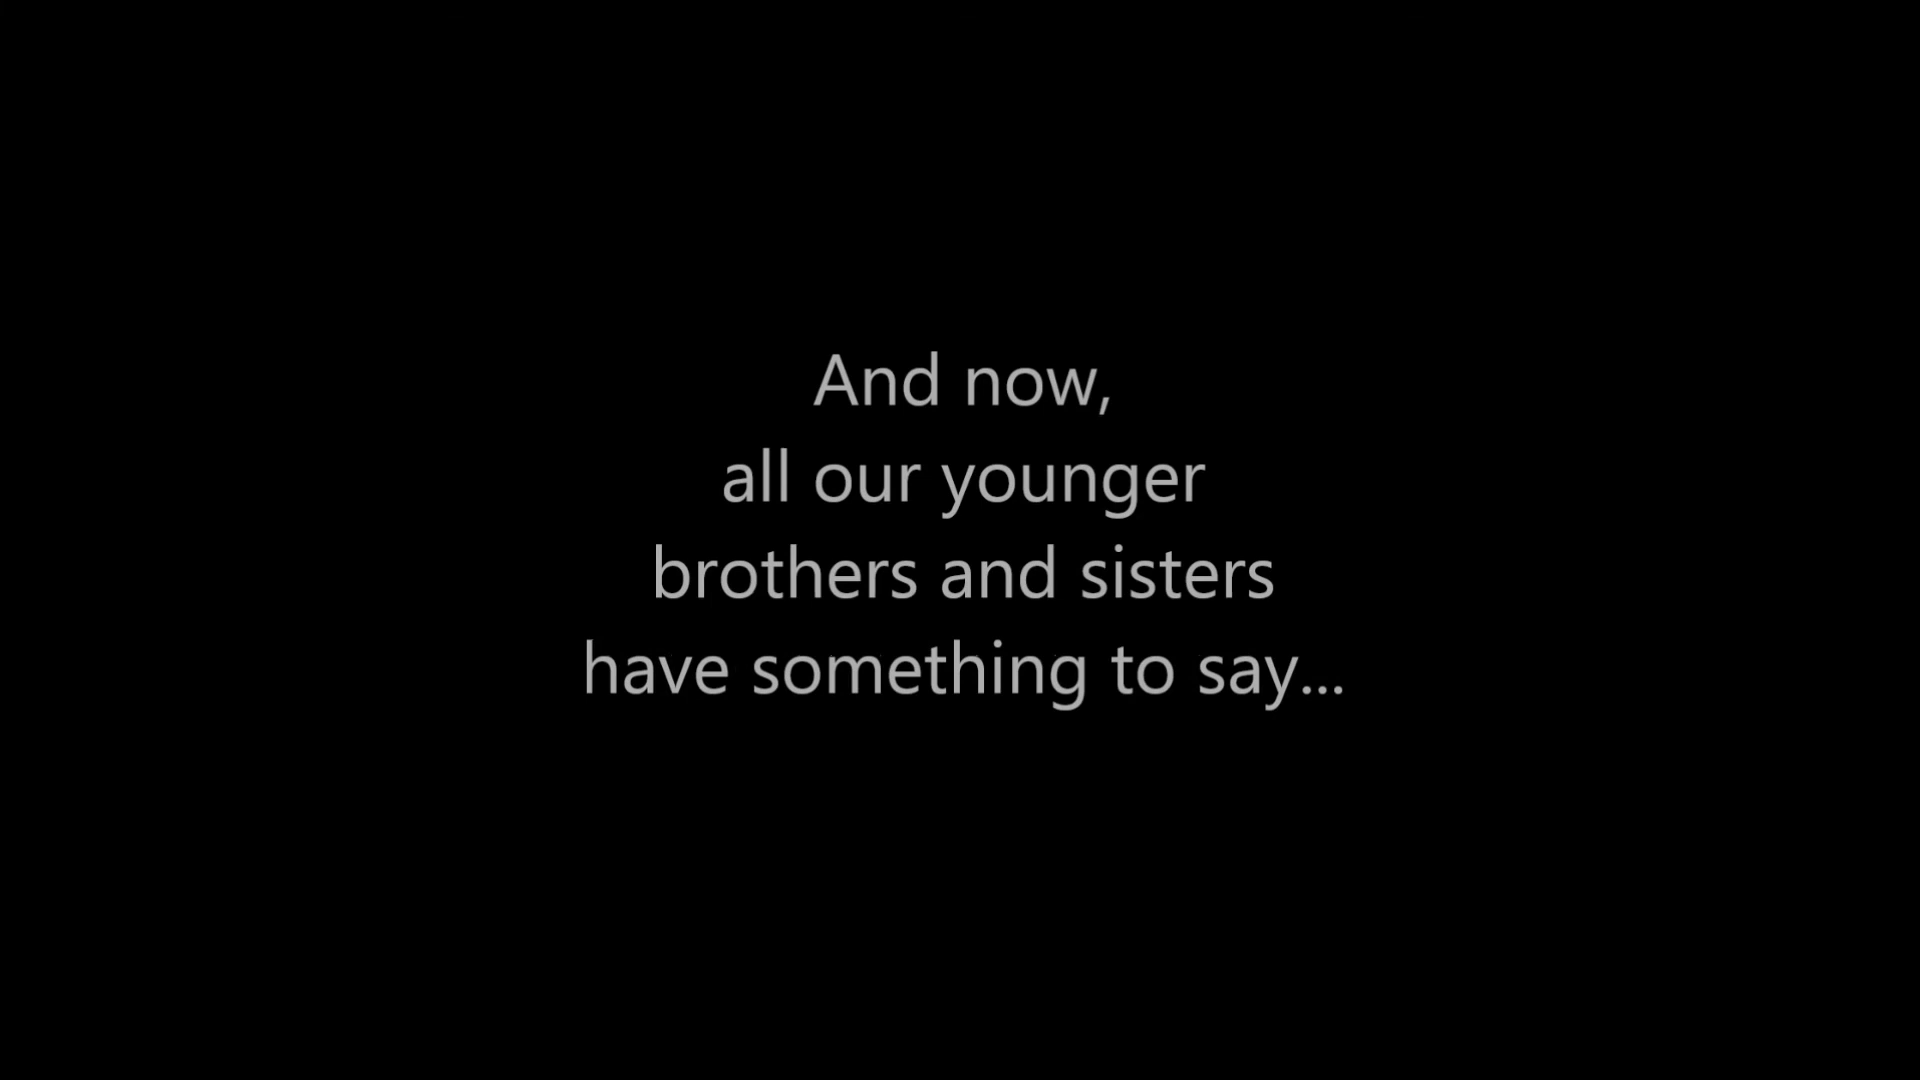 And now,
all our younger
brothers and sisters
have something to say...